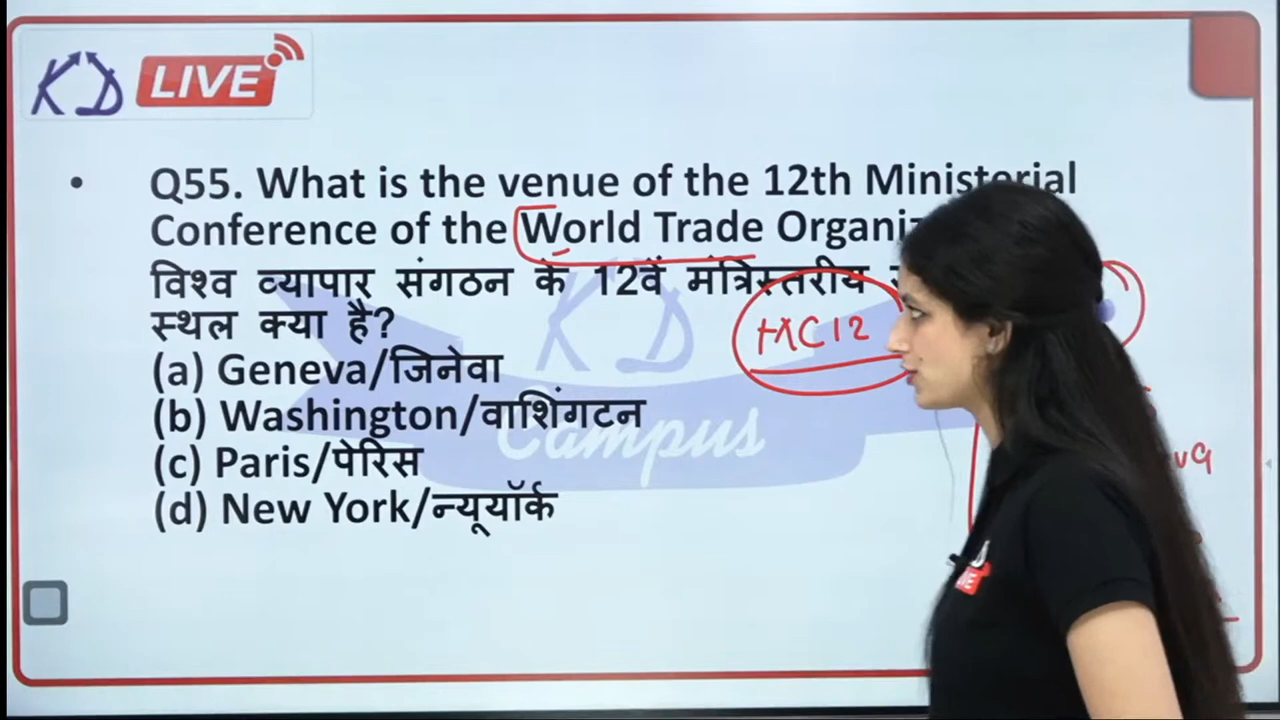 KD LIVE
• Q55. What is the venue of the 12th Ministerial
Conference of the World Trade
विश्व व्यापार संगठन के 12वें मंत्रिस्तरीय
स्थल क्या है?
MC12
(a) Geneva/जिनेवा
(b) Washington/वाशिंगटन
(c) Paris/पेरिस
(d) New York/न्यूयॉर्क
KD
Campus